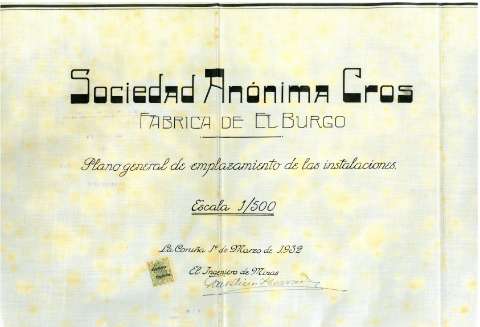 Sociedad Anónima Cros
FABRICA DE EL BURGO
Plano general de emplazamiento de las instalaciones.
Escala 1/500
La Coruña 1º de Marzo de 1932
El Ingeniero de Minas